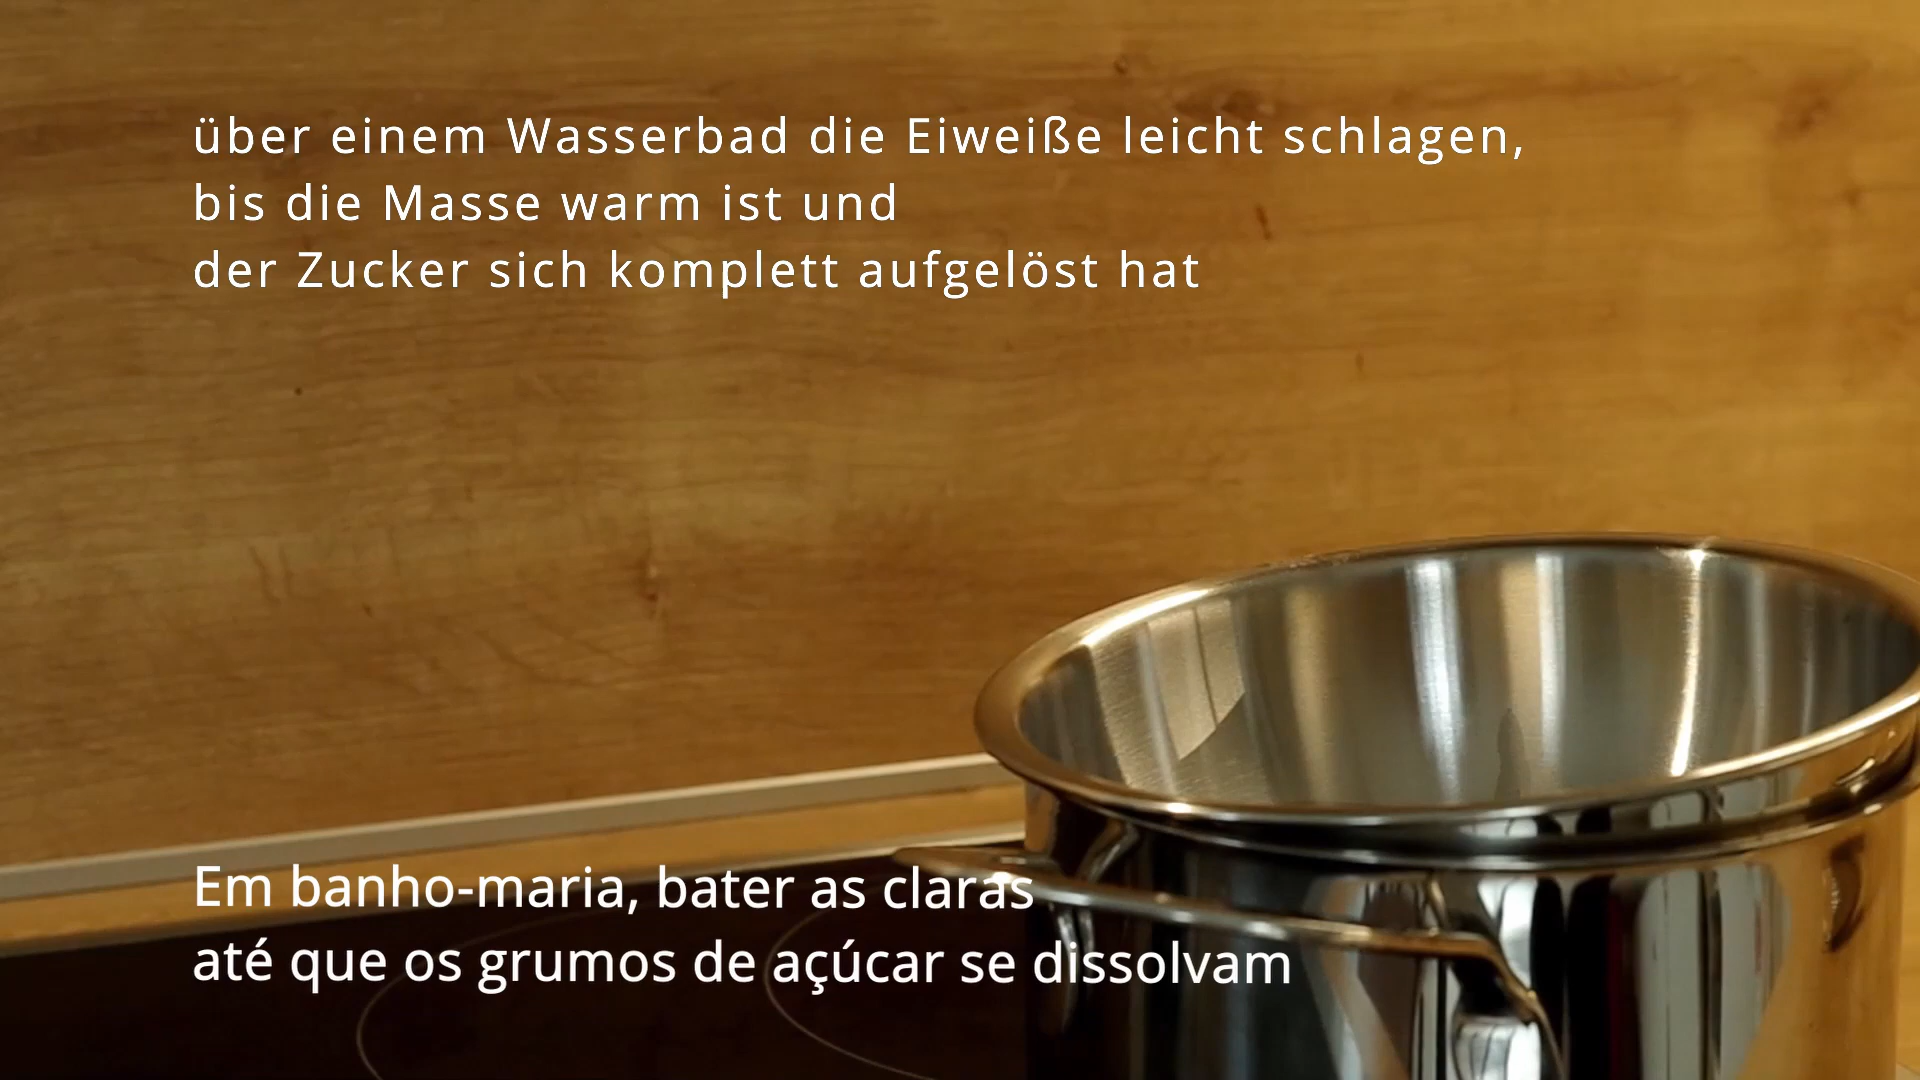 über einem Wasserbad die Eiweiße leicht schlagen,
bis die Masse warm ist und
der Zucker sich komplett aufgelöst hat
Em banho-maria, bater as claras
até que os grumos de açúcar se dissolvam